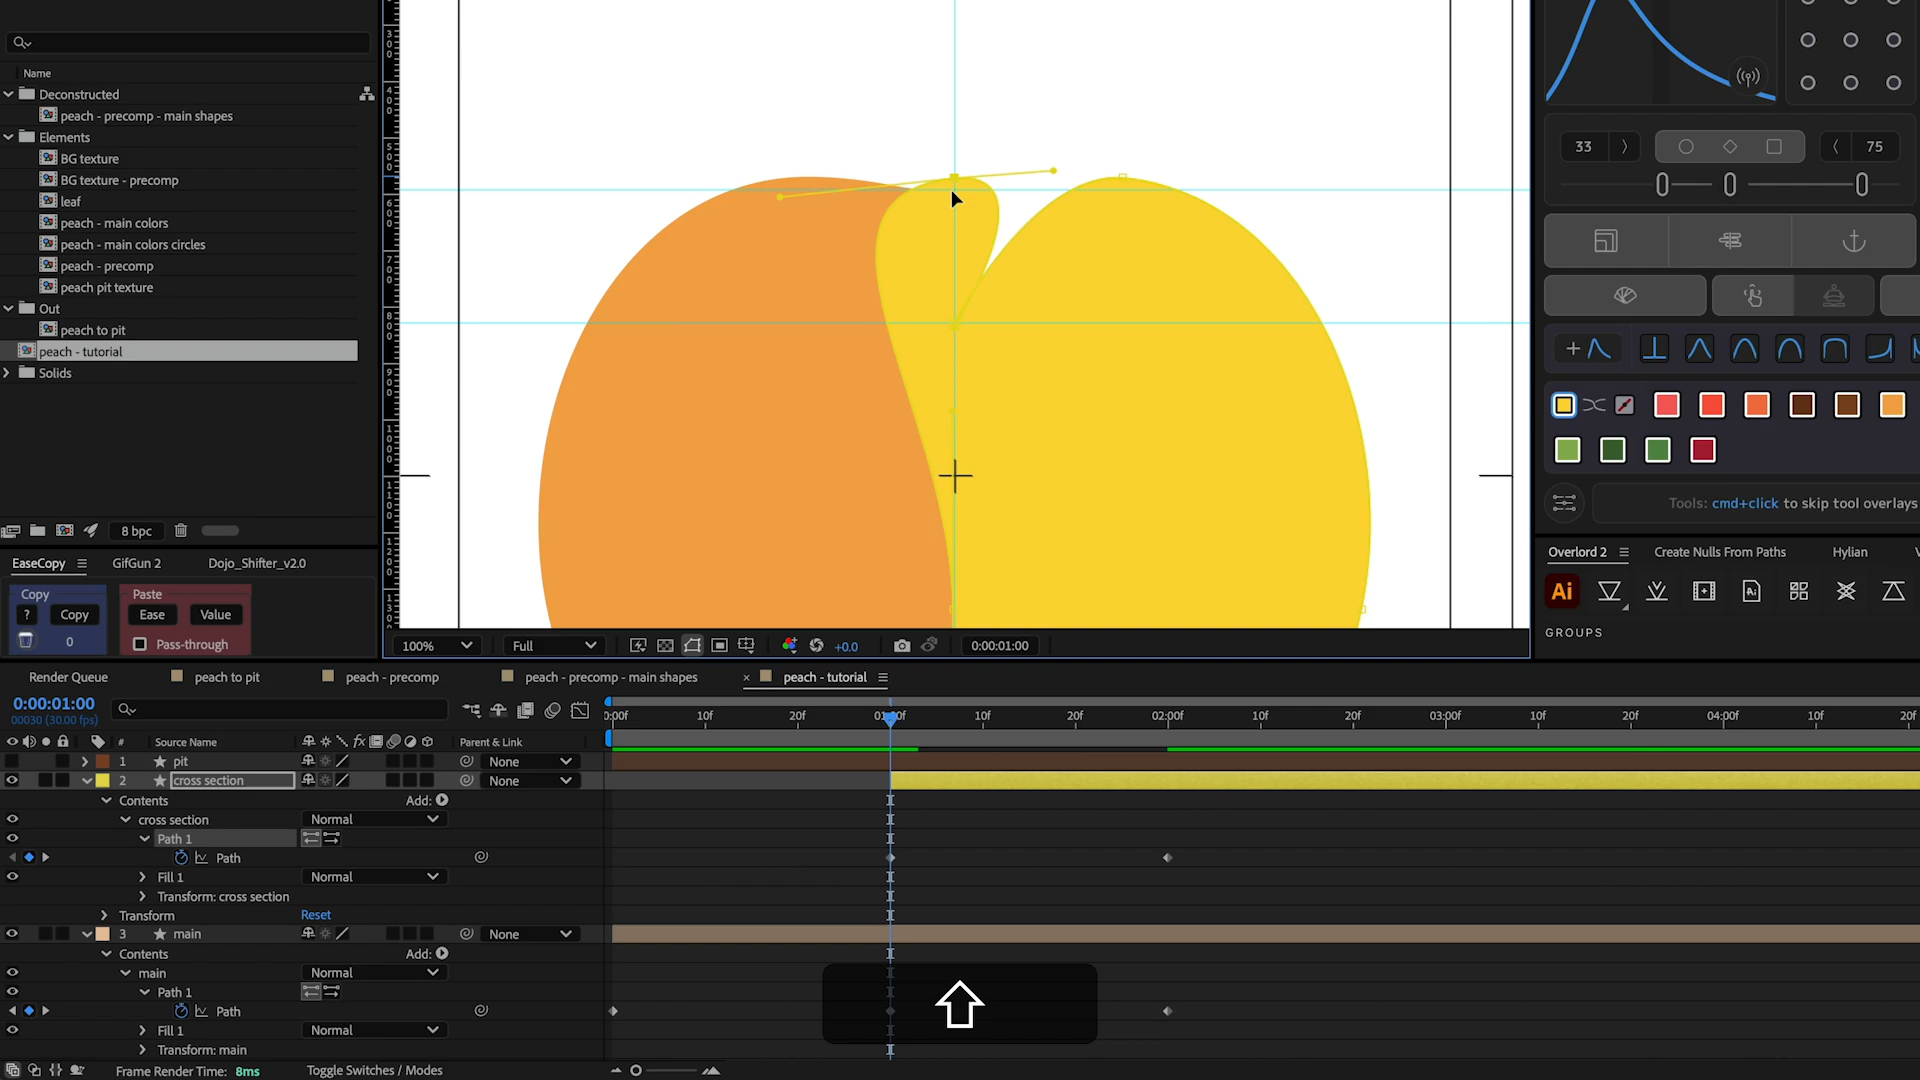 Name
Deconstructed
peach - precomp - main shapes
Elements
BG texture
BG texture - precomp
leaf
peach - main colors
peach - main colors circles
peach - precomp
peach pit texture
Out
peach to pit
peach - tutorial
Solids
8 bpc
EaseCopy
GifGun 2
Dojo_Shifter_v2.0
Copy
Paste
?
Copy
Ease
Value
0
Pass-through
100%
Full
+0.0
0:00:01:00
33
75
Tools: cmd+click to skip tool overlays
Overlord 2
Create Nulls From Paths
Hylian
Ai
GROUPS
Render Queue
peach to pit
peach - precomp
peach - precomp - main shapes
× peach - tutorial
0:00:01:00
00030 (30.00 fps)
0:00f 10f 20f 01:00f 10f 20f 02:00f 10f 20f 03:00f 10f 20f 04:00f 10f 20f
# Source Name
fx
Parent & Link
1 pit None
2 cross section None
Contents Add:
cross section Normal
Path 1
Path
Fill 1 Normal
Transform: cross section
Transform Reset
3 main None
Contents Add:
main Normal
Path 1
Path
Fill 1 Normal
Transform: main
Frame Render Time: 8ms
Toggle Switches / Modes